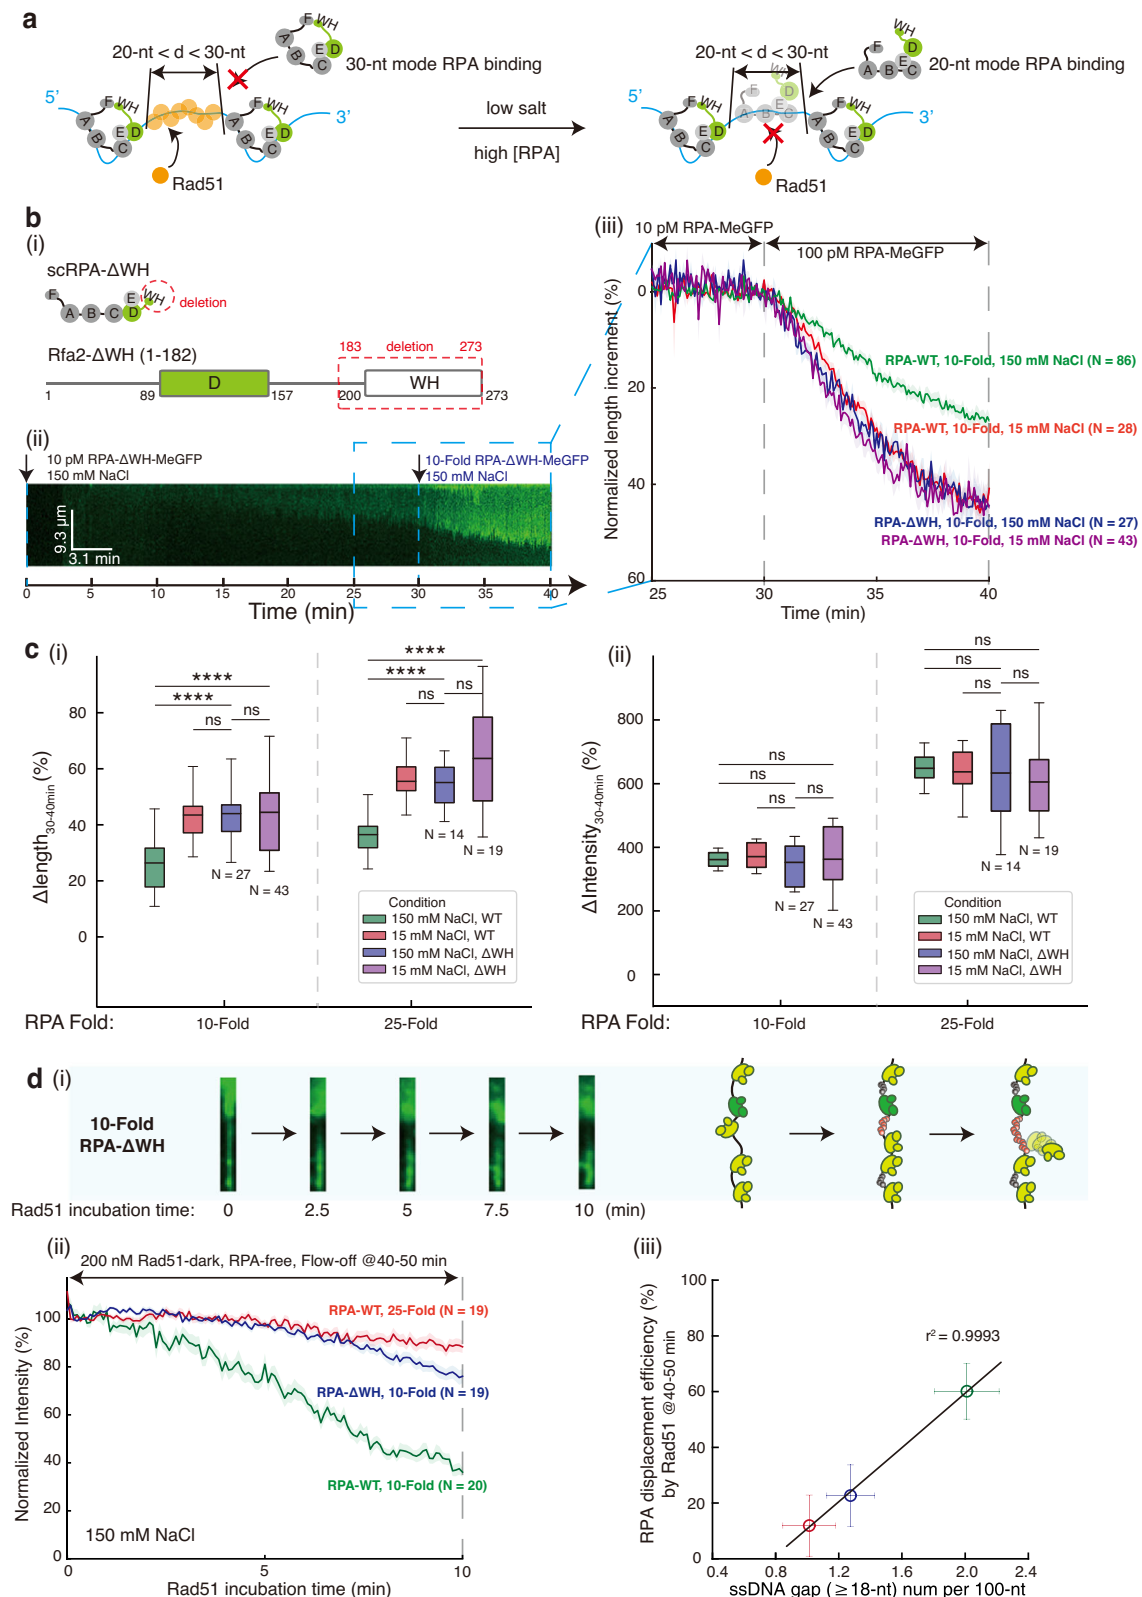 a
20-nt < d < 30-nt
30-nt mode RPA binding
5’
3’
Rad51
F WH A B C E D
low salt
high [RPA]
20-nt < d < 30-nt
20-nt mode RPA binding
5’
3’
Rad51
b
(i)
scRPA-ΔWH
F A B C D E WH
deletion
Rfa2-ΔWH (1-182)
183 deletion 273
D
WH
1 89 157 200 273
(ii)
10 pM RPA-ΔWH-MeGFP
150 mM NaCl
10-Fold RPA-ΔWH-MeGFP
150 mM NaCl
9.3 μm
3.1 min
0 5 10 15 20 25 30 35 40
Time (min)
(iii)
10 pM RPA-MeGFP
100 pM RPA-MeGFP
Normalized length increment (%)
0
20
40
60
RPA-WT, 10-Fold, 150 mM NaCl (N = 86)
RPA-WT, 10-Fold, 15 mM NaCl (N = 28)
RPA-ΔWH, 10-Fold, 150 mM NaCl (N = 27)
RPA-ΔWH, 10-Fold, 15 mM NaCl (N = 43)
25 30 35 40
Time (min)
c
(i)
Δlength30-40min (%)
80
60
40
20
0
****
****
ns
ns
N = 27
N = 43
****
****
ns
ns
N = 14
N = 19
Condition
150 mM NaCl, WT
15 mM NaCl, WT
150 mM NaCl, ΔWH
15 mM NaCl, ΔWH
RPA Fold:
10-Fold
25-Fold
(ii)
ΔIntensity30-40min (%)
800
600
400
200
0
ns
ns
ns
ns
N = 27
N = 43
ns
ns
ns
ns
N = 14
N = 19
Condition
150 mM NaCl, WT
15 mM NaCl, WT
150 mM NaCl, ΔWH
15 mM NaCl, ΔWH
RPA Fold:
10-Fold
25-Fold
d
(i)
10-Fold
RPA-ΔWH
Rad51 incubation time: 0 2.5 5 7.5 10 (min)
(ii)
200 nM Rad51-dark, RPA-free, Flow-off @40-50 min
Normalized Intensity (%)
100
80
60
40
20
0
RPA-WT, 25-Fold (N = 19)
RPA-ΔWH, 10-Fold (N = 19)
RPA-WT, 10-Fold (N = 20)
150 mM NaCl
0 5 10
Rad51 incubation time (min)
(iii)
RPA displacement efficiency (%)
by Rad51 @40-50 min
100
80
60
40
20
0
r² = 0.9993
0.4 0.8 1.2 1.6 2.0 2.4
ssDNA gap (≥18-nt) num per 100-nt